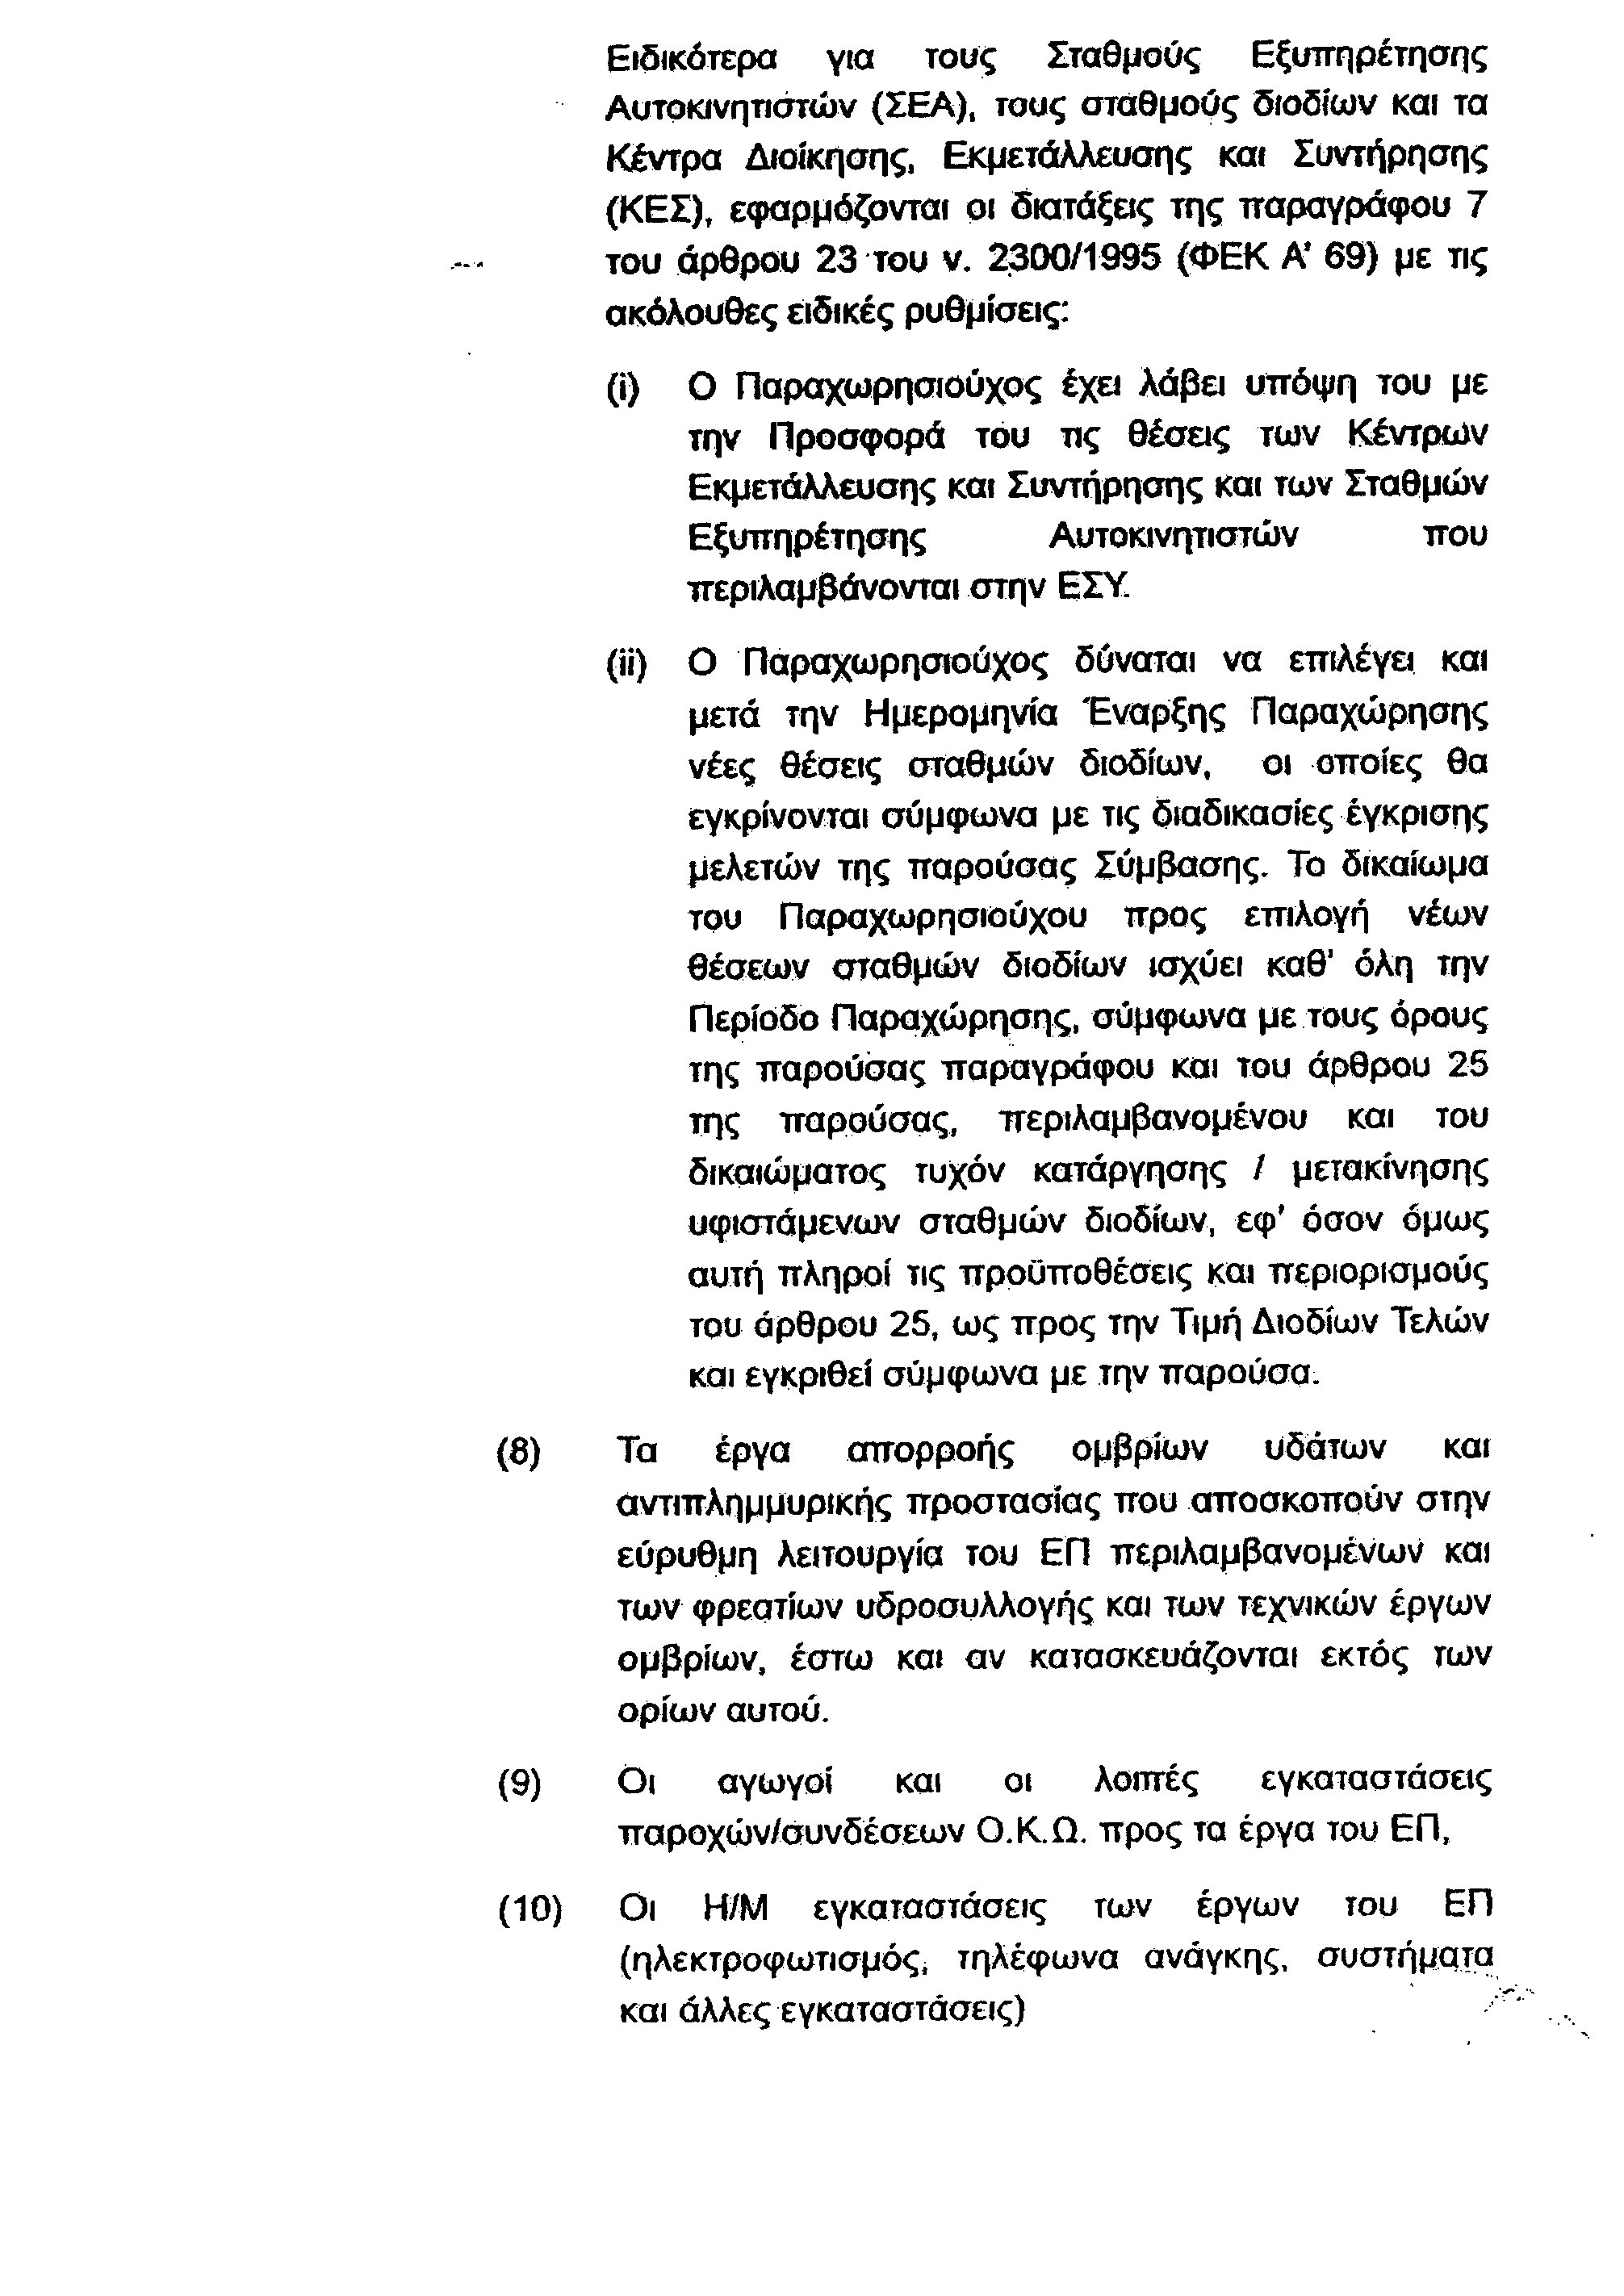 Ειδικότερα για τους Σταθμούς Εξυπηρέτησης
Αυτοκινητιστών (ΣΕΑ), τους σταθμούς διοδίων και τα
Κέντρα Διοίκησης, Εκμετάλλευσης και Συντήρησης
(ΚΕΣ), εφαρμόζονται οι διατάξεις της παραγράφου 7
του άρθρου 23 του ν. 2300/1995 (ΦΕΚ Α' 69) με τις
ακόλουθες ειδικές ρυθμίσεις:
(i) Ο Παραχωρησιούχος έχει λάβει υπόψη του με
την Προσφορά του τις θέσεις των Κέντρων
Εκμετάλλευσης και Συντήρησης και των Σταθμών
Εξυπηρέτησης Αυτοκινητιστών που
περιλαμβάνονται στην ΕΣΥ.
(ii) Ο Παραχωρησιούχος δύναται να επιλέγει και
μετά την Ημερομηνία Έναρξης Παραχώρησης
νέες θέσεις σταθμών διοδίων, οι οποίες θα
εγκρίνονται σύμφωνα με τις διαδικασίες έγκρισης
μελετών της παρούσας Σύμβασης. Το δικαίωμα
του Παραχωρησιούχου προς επιλογή νέων
θέσεων σταθμών διοδίων ισχύει καθ' όλη την
Περίοδο Παραχώρησης, σύμφωνα με τους όρους
της παρούσας παραγράφου και του άρθρου 25
της παρούσας, περιλαμβανομένου και του
δικαιώματος τυχόν κατάργησης / μετακίνησης
υφιστάμενων σταθμών διοδίων, εφ' όσον όμως
αυτή πληροί τις προϋποθέσεις και περιορισμούς
του άρθρου 25, ως προς την Τιμή Διοδίων Τελών
και εγκριθεί σύμφωνα με την παρούσα.
(8) Τα έργα απορροής ομβρίων υδάτων και
αντιπλημμυρικής προστασίας που αποσκοπούν στην
εύρυθμη λειτουργία του ΕΠ περιλαμβανομένων και
των φρεατίων υδροσυλλογής και των τεχνικών έργων
ομβρίων, έστω και αν κατασκευάζονται εκτός των
ορίων αυτού.
(9) Οι αγωγοί και οι λοιπές εγκαταστάσεις
παροχών/συνδέσεων Ο.Κ.Ω. προς τα έργα του ΕΠ,
(10) Οι Η/Μ εγκαταστάσεις των έργων του ΕΠ
(ηλεκτροφωτισμός, τηλέφωνα ανάγκης, συστήματα
και άλλες εγκαταστάσεις)